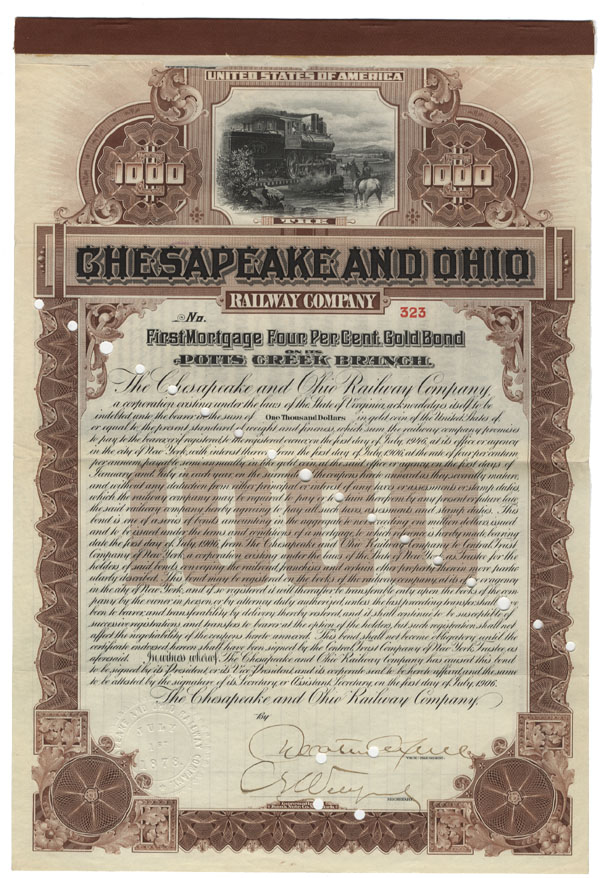 UNITED STATES OF AMERICA
1000
1000
THE
CHESAPEAKE AND OHIO
RAILWAY COMPANY
No. 323
First Mortgage Four Per Cent. Gold Bond
ON ITS
POTTS CREEK BRANCH.
The Chesapeake and Ohio Railway Company,
a corporation existing under the laws of the State of Virginia, acknowledges itself to be
indebted unto the bearer in the sum of One Thousand Dollars in gold coin of the United States of
or equal to the present standard of weight and fineness, which sum the railway company promises
to pay to the bearer, or if registered, to the registered owner, on the first day of July, 1946, at its office or agency
in the city of New York, with interest thereon from the first day of July, 1906, at the rate of four per centum
per annum, payable semi-annually, in like gold coin, at the said office or agency, on the first days of
January and July in each year, on the surrender of the coupons hereto annexed as they severally mature,
and without any deduction from either principal or interest of any taxes or assessments or stamp duties
which the railway company may be required to pay or to retain therefrom by any present or future law,
the said railway company hereby agreeing to pay all such taxes, assessments and stamp duties. This
bond is one of a series of bonds amounting in the aggregate to not exceeding one million dollars, issued
and to be issued under the terms and conditions of a mortgage to which reference is hereby made, bearing
date the first day of July, 1906, from The Chesapeake and Ohio Railway Company to Central Trust
Company of New York, a corporation existing under the laws of the State of New York, as Trustee for the
holders of said bonds, conveying the railroad, franchises and certain other property therein more partic-
ularly described. This bond may be registered on the books of the railway company, at its office or agency
in the city of New York, and if so registered it will thereafter be transferable only upon the books of the com-
pany by the owner in person or by attorney duly authorized, unless the last preceding transfer shall have
been to bearer and transferability by delivery thereby restored, and it shall continue to be susceptible of
successive registrations and transfers to bearer at the option of the holder, but such registration shall not
affect the negotiability of the coupons hereto annexed. This bond shall not become obligatory until the
certificate endorsed hereon shall have been signed by the Central Trust Company of New York, Trustee as
aforesaid. In witness whereof, The Chesapeake and Ohio Railway Company has caused this bond
to be signed by its President, or its Vice President, and its corporate seal to be hereto affixed, and the same
to be attested by the signature of its Secretary, or Assistant Secretary, on the first day of July, 1906.
The Chesapeake and Ohio Railway Company,
By
VICE-PRESIDENT
C. E. Wellford
SECRETARY
JULY
1st
1878